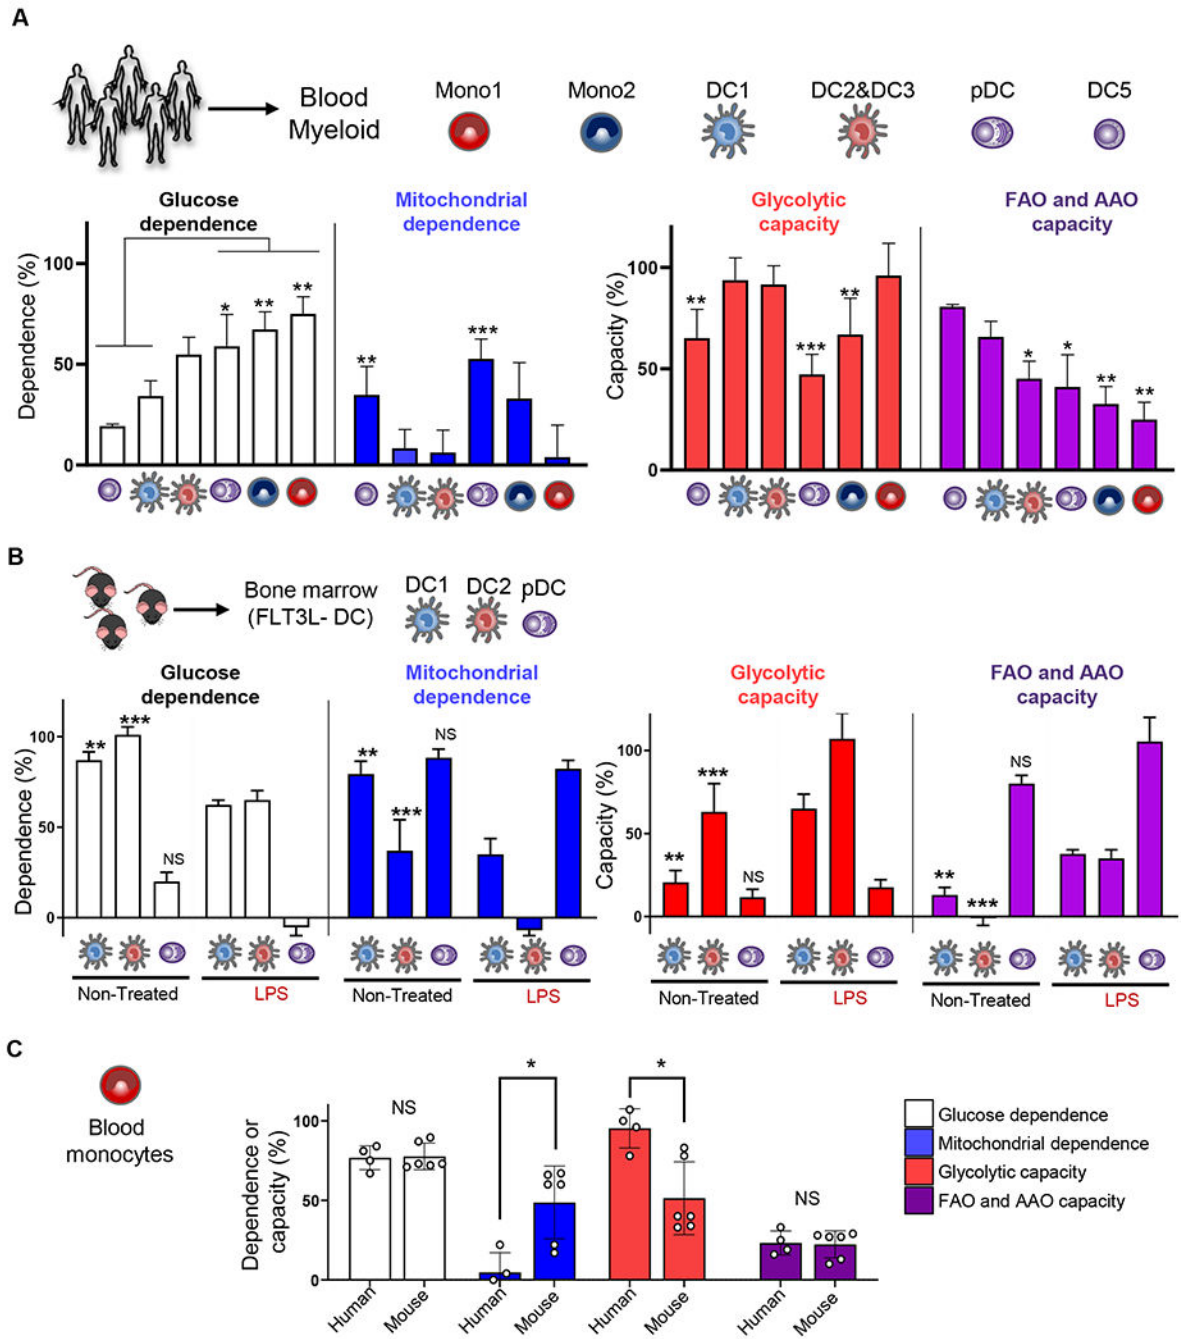 A
Blood
Myeloid
Mono1
Mono2
DC1
DC2&DC3
pDC
DC5
Glucose
dependence
Mitochondrial
dependence
Glycolytic
capacity
FAO and AAO
capacity
Dependence (%)
100
50
0
*
**
**
**
***
Capacity (%)
100
50
0
**
***
**
*
*
**
**
B
Bone marrow
(FLT3L- DC)
DC1
DC2
pDC
Glucose
dependence
Mitochondrial
dependence
Glycolytic
capacity
FAO and AAO
capacity
Dependence (%)
100
50
0
**
***
NS
**
***
NS
Non-Treated
LPS
Non-Treated
LPS
Capacity (%)
100
50
0
**
***
NS
**
***
NS
Non-Treated
LPS
Non-Treated
LPS
C
Blood
monocytes
Dependence or
capacity (%)
100
50
0
NS
*
*
NS
Human
Mouse
Human
Mouse
Human
Mouse
Human
Mouse
Glucose dependence
Mitochondrial dependence
Glycolytic capacity
FAO and AAO capacity